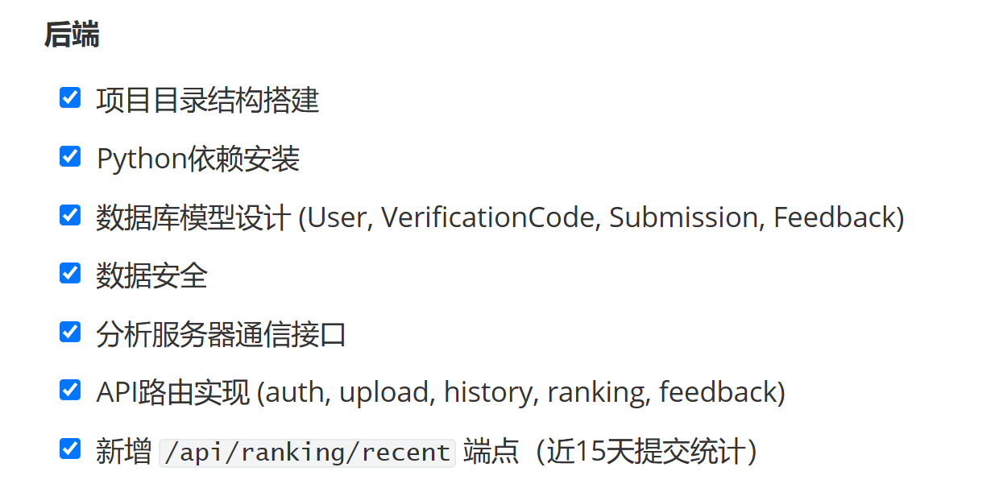 后端
项目目录结构搭建
Python依赖安装
数据库模型设计 (User, VerificationCode, Submission, Feedback)
数据安全
分析服务器通信接口
API路由实现 (auth, upload, history, ranking, feedback)
新增 /api/ranking/recent 端点（近15天提交统计）